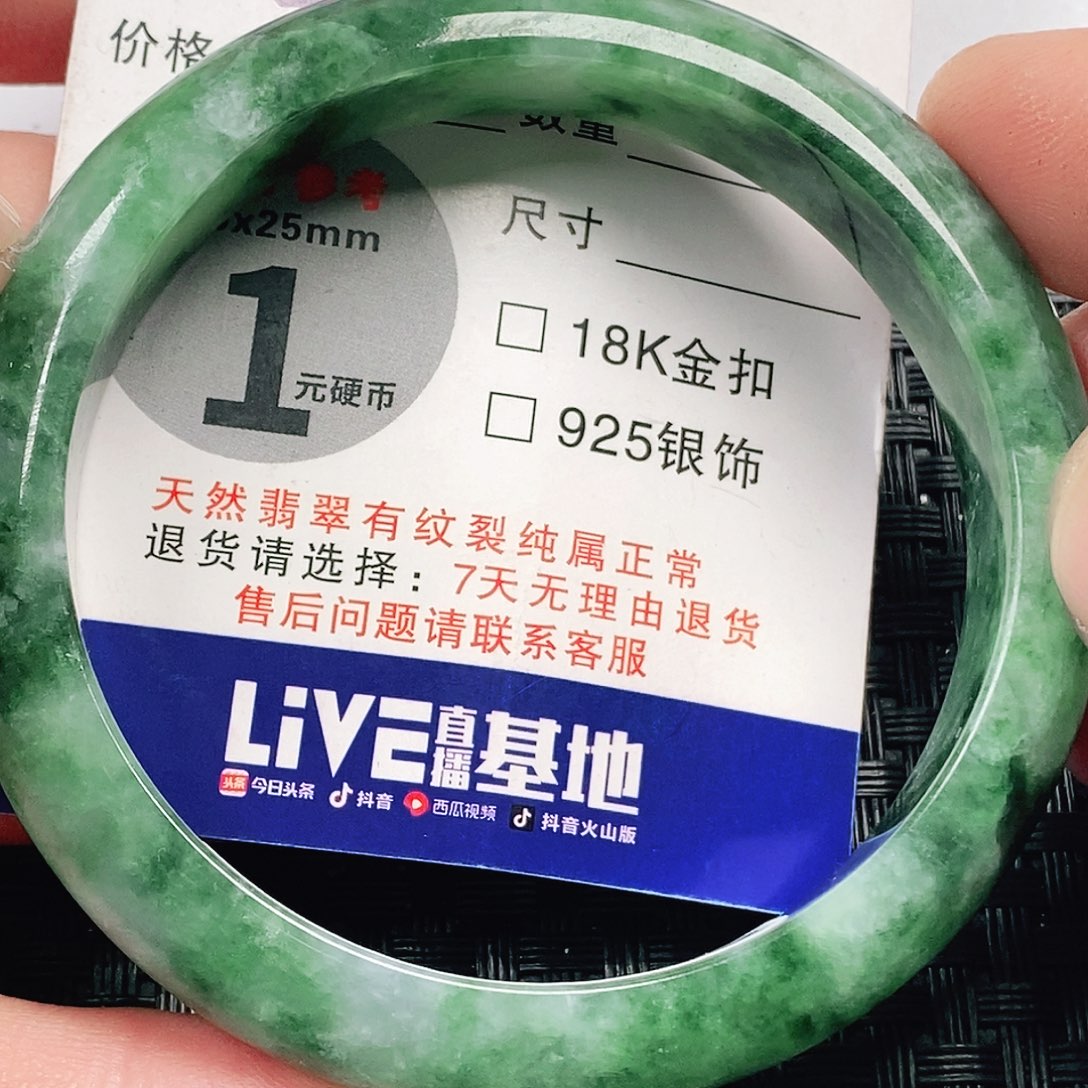 价格
数量
参考
x25mm
尺寸
1
元硬币
18K金扣
925银饰
天然翡翠有纹裂纯属正常
退货请选择：7天无理由退货
售后问题请联系客服
LiVE直播基地
头条 今日头条 抖音 西瓜视频 抖音火山版